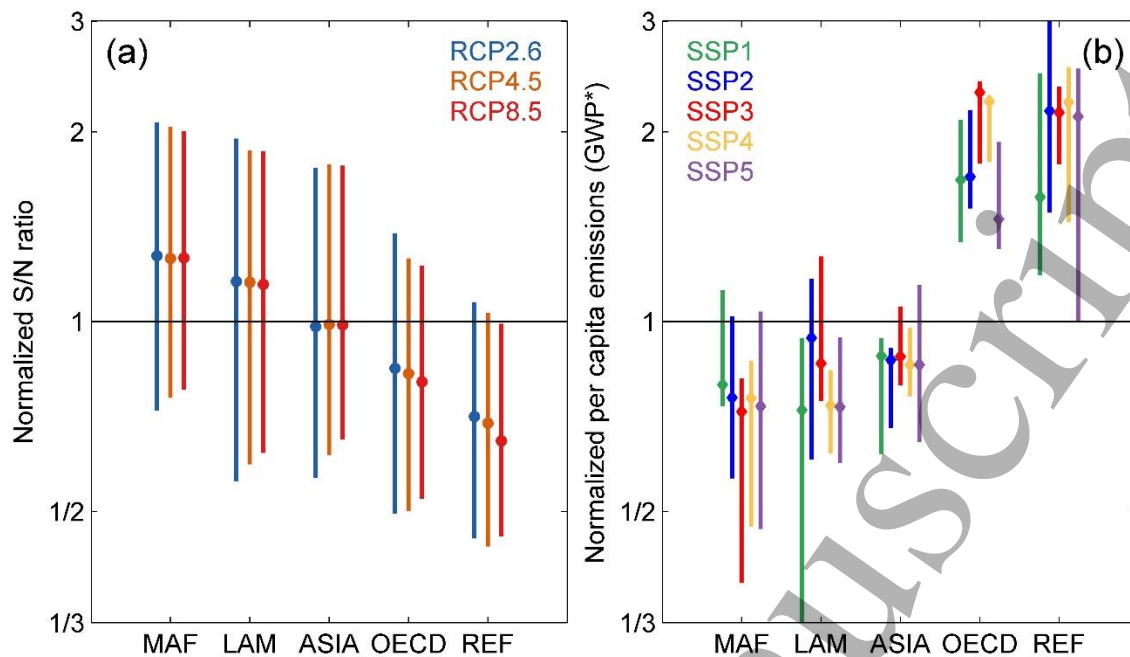 (a)
RCP2.6
RCP4.5
RCP8.5
Normalized S/N ratio
3
2
1
1/2
1/3
MAF LAM ASIA OECD REF
(b)
SSP1
SSP2
SSP3
SSP4
SSP5
Normalized per capita emissions (GWP*)
3
2
1
1/2
1/3
MAF LAM ASIA OECD REF